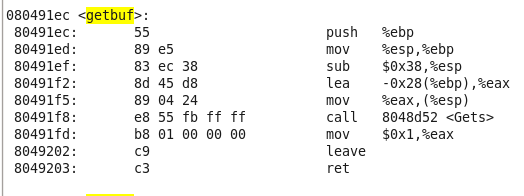 080491ec <getbuf>:
 80491ec:	55	push   %ebp
 80491ed:	89 e5	mov    %esp,%ebp
 80491ef:	83 ec 38	sub    $0x38,%esp
 80491f2:	8d 45 d8	lea    -0x28(%ebp),%eax
 80491f5:	89 04 24	mov    %eax,(%esp)
 80491f8:	e8 55 fb ff ff	call   8048d52 <Gets>
 80491fd:	b8 01 00 00 00	mov    $0x1,%eax
 8049202:	c9	leave
 8049203:	c3	ret